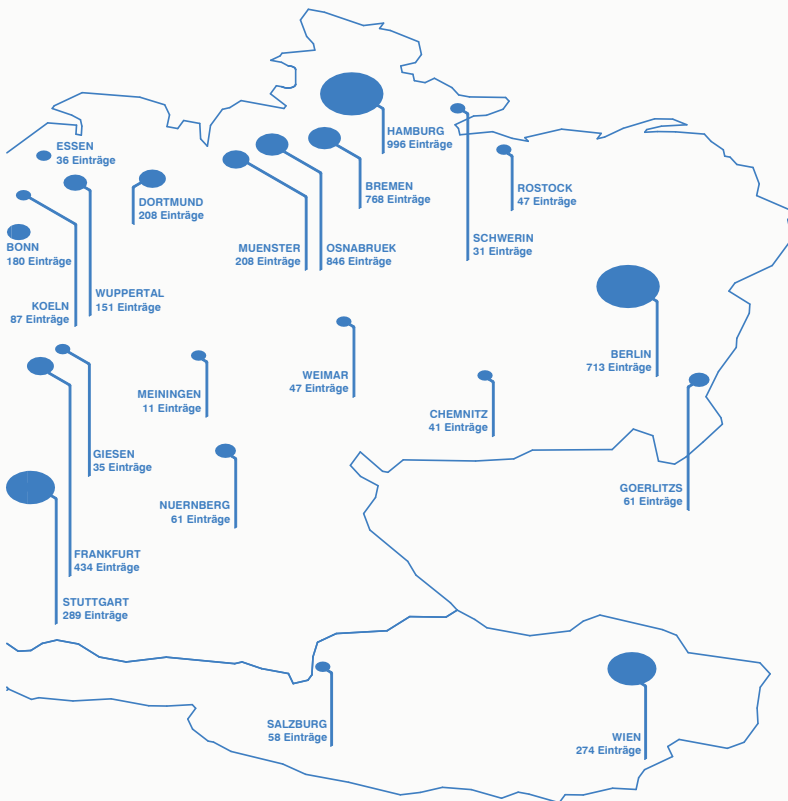 HAMBURG
996 Einträge
ESSEN
36 Einträge
BREMEN
768 Einträge
ROSTOCK
47 Einträge
DORTMUND
208 Einträge
SCHWERIN
31 Einträge
BONN
180 Einträge
MUENSTER
208 Einträge
OSNABRUEK
846 Einträge
WUPPERTAL
151 Einträge
KOELN
87 Einträge
BERLIN
713 Einträge
WEIMAR
47 Einträge
MEININGEN
11 Einträge
CHEMNITZ
41 Einträge
GIESEN
35 Einträge
GOERLITZS
61 Einträge
NUERNBERG
61 Einträge
FRANKFURT
434 Einträge
STUTTGART
289 Einträge
SALZBURG
58 Einträge
WIEN
274 Einträge